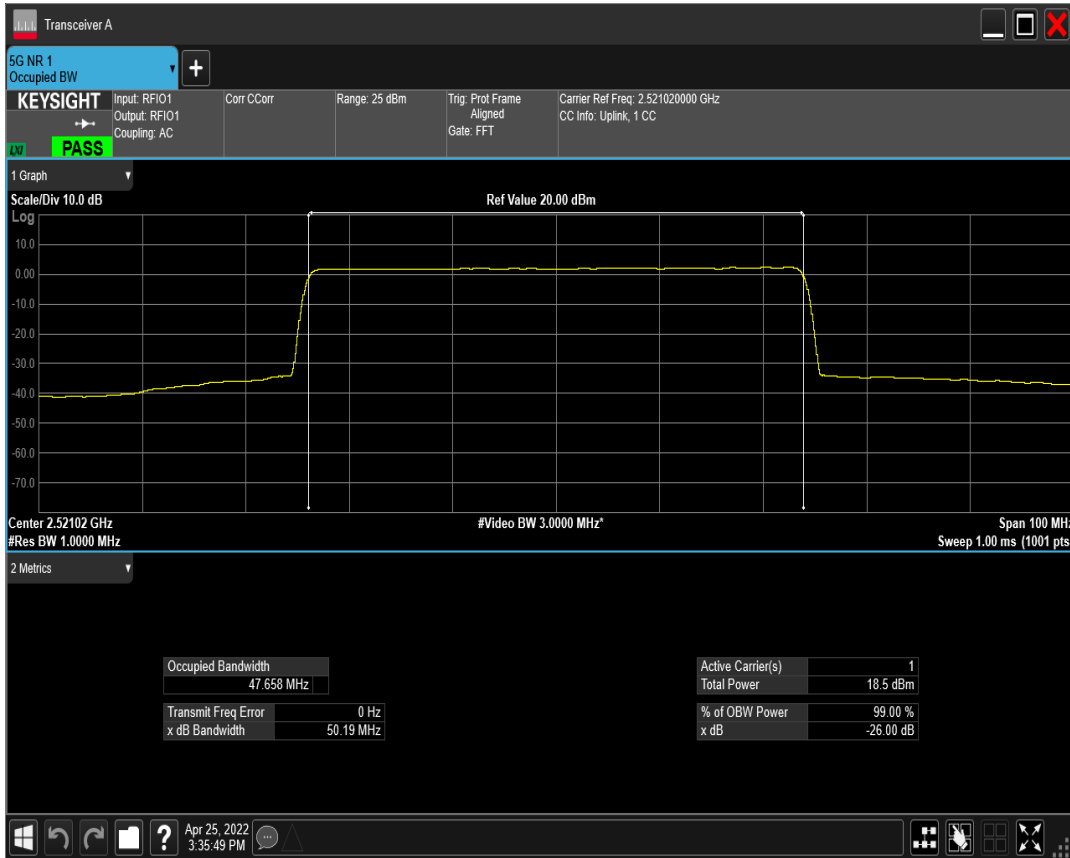 Transceiver A
5G NR 1
Occupied BW
KEYSIGHT
LXI
PASS
Input: RFIO1
Output: RFIO1
Coupling: AC
Corr CCorr
Range: 25 dBm
Trig: Prot Frame
Aligned
Gate: FFT
Carrier Ref Freq: 2.521020000 GHz
CC Info: Uplink, 1 CC
1 Graph
Scale/Div 10.0 dB
Ref Value 20.00 dBm
Log
10.0
0.00
-10.0
-20.0
-30.0
-40.0
-50.0
-60.0
-70.0
Center 2.52102 GHz
#Video BW 3.0000 MHz*
Span 100 MHz
#Res BW 1.0000 MHz
Sweep 1.00 ms (1001 pts
2 Metrics
Occupied Bandwidth
47.658 MHz
Transmit Freq Error 0 Hz
x dB Bandwidth 50.19 MHz
Active Carrier(s) 1
Total Power 18.5 dBm
% of OBW Power 99.00 %
x dB -26.00 dB
?
Apr 25, 2022
3:35:49 PM